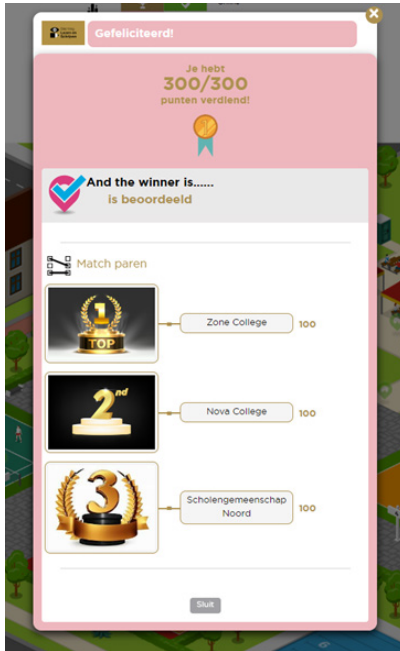 Gefeliciteerd!
Je hebt
300/300
punten verdiend!
And the winner is......
is beoordeeld
Match paren
1
TOP
Zone College
100
2nd
Nova College
100
3
Scholengemeenschap
Noord
100
Sluit